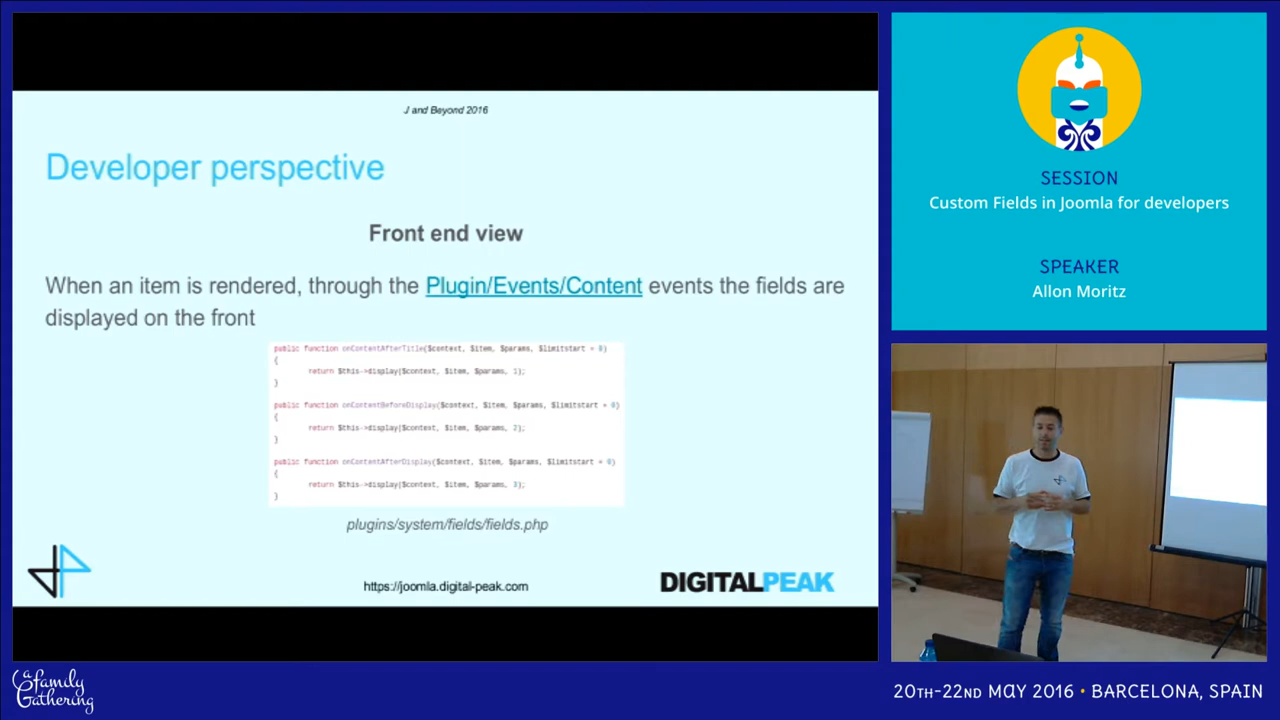 J and Beyond 2016
Developer perspective
Front end view
When an item is rendered, through the Plugin/Events/Content events the fields are
displayed on the front
public function onContentAfterTitle($context, $item, $params, $limitstart = 0)
{
return $this->display($context, $item, $params, 1);
}
public function onContentBeforeDisplay($context, $item, $params, $limitstart = 0)
{
return $this->display($context, $item, $params, 2);
}
public function onContentAfterDisplay($context, $item, $params, $limitstart = 0)
{
return $this->display($context, $item, $params, 3);
}
plugins/system/fields/fields.php
https://joomla.digital-peak.com
DIGITALPEAK
SESSION
Custom Fields in Joomla for developers
SPEAKER
Allon Moritz
a family
Gathering
20TH-22ND MAY 2016 • BARCELONA, SPAIN